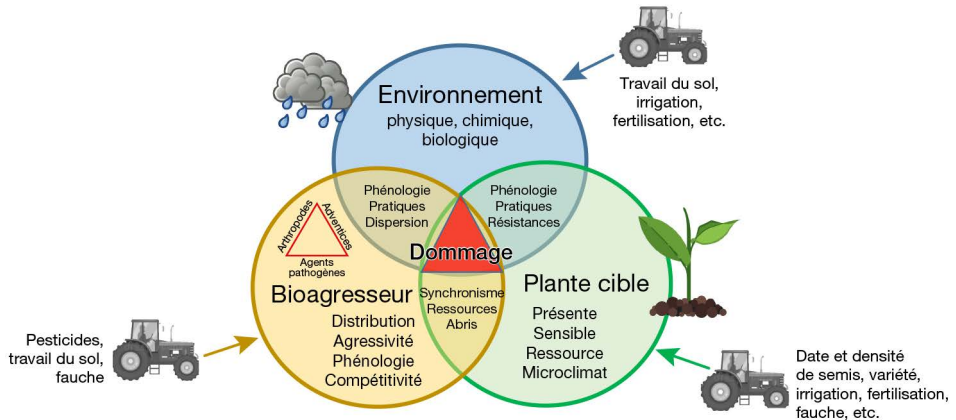 Environnement
physique, chimique,
biologique
Travail du sol,
irrigation,
fertilisation, etc.
Phénologie
Pratiques
Dispersion
Phénologie
Pratiques
Résistances
Dommage
Arthropodes
Adventices
Agents
pathogènes
Bioagresseur
Distribution
Agressivité
Phénologie
Compétitivité
Synchronisme
Ressources
Abris
Plante cible
Présente
Sensible
Ressource
Microclimat
Pesticides,
travail du sol,
fauche
Date et densité
de semis, variété,
irrigation, fertilisation,
fauche, etc.